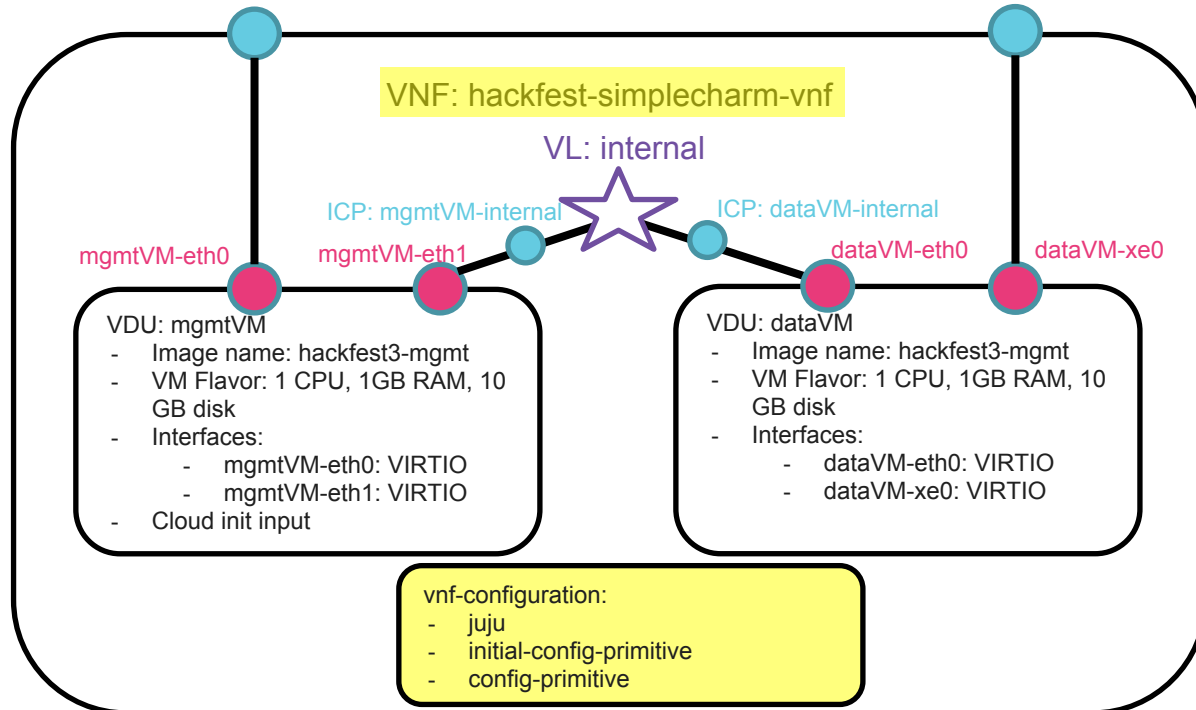 VNF: hackfest-simplecharm-vnf
VL: internal
ICP: mgmtVM-internal
ICP: dataVM-internal
mgmtVM-eth0
mgmtVM-eth1
dataVM-eth0
dataVM-xe0
VDU: mgmtVM
- Image name: hackfest3-mgmt
- VM Flavor: 1 CPU, 1GB RAM, 10
GB disk
- Interfaces:
- mgmtVM-eth0: VIRTIO
- mgmtVM-eth1: VIRTIO
- Cloud init input
VDU: dataVM
- Image name: hackfest3-mgmt
- VM Flavor: 1 CPU, 1GB RAM, 10
GB disk
- Interfaces:
- dataVM-eth0: VIRTIO
- dataVM-xe0: VIRTIO
vnf-configuration:
- juju
- initial-config-primitive
- config-primitive